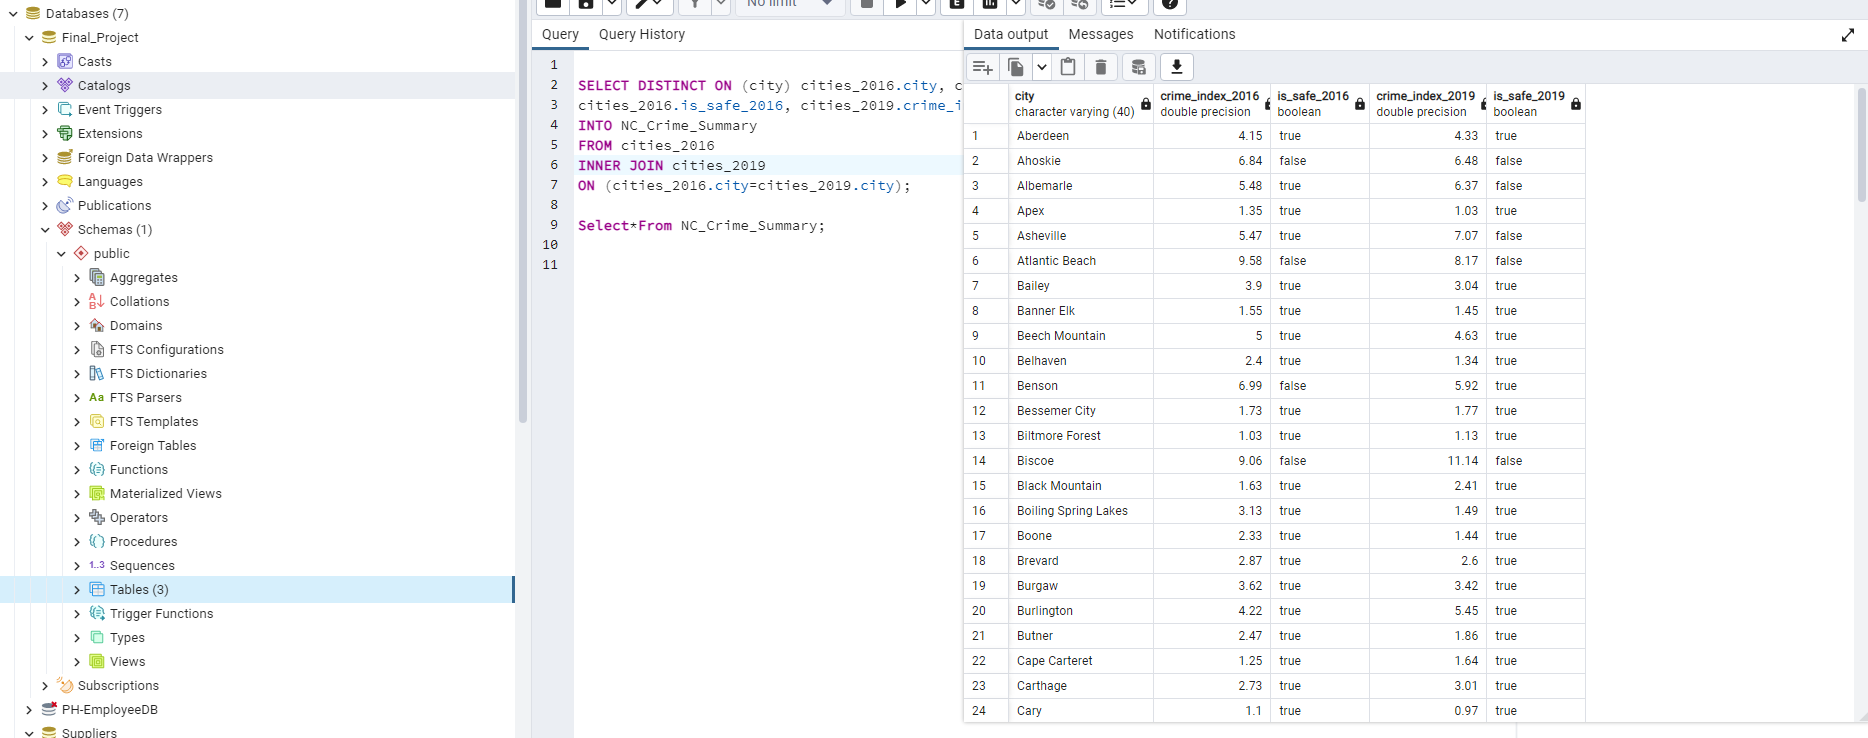 Databases (7)
Final_Project
Casts
Catalogs
Event Triggers
Extensions
Foreign Data Wrappers
Languages
Publications
Schemas (1)
public
Aggregates
Collations
Domains
FTS Configurations
FTS Dictionaries
FTS Parsers
FTS Templates
Foreign Tables
Functions
Materialized Views
Operators
Procedures
1..3 Sequences
Tables (3)
Trigger Functions
Types
Views
Subscriptions
PH-EmployeeDB
Suppliers
No limit
Query Query History
1
2 SELECT DISTINCT ON (city) cities_2016.city, c
3 cities_2016.is_safe_2016, cities_2019.crime_i
4 INTO NC_Crime_Summary
5 FROM cities_2016
6 INNER JOIN cities_2019
7 ON (cities_2016.city=cities_2019.city);
8
9 Select*From NC_Crime_Summary;
10
11
Data output Messages Notifications
city crime_index_2016 is_safe_2016 crime_index_2019 is_safe_2019
character varying (40) double precision boolean double precision boolean
1 Aberdeen 4.15 true 4.33 true
2 Ahoskie 6.84 false 6.48 false
3 Albemarle 5.48 true 6.37 false
4 Apex 1.35 true 1.03 true
5 Asheville 5.47 true 7.07 false
6 Atlantic Beach 9.58 false 8.17 false
7 Bailey 3.9 true 3.04 true
8 Banner Elk 1.55 true 1.45 true
9 Beech Mountain 5 true 4.63 true
10 Belhaven 2.4 true 1.34 true
11 Benson 6.99 false 5.92 true
12 Bessemer City 1.73 true 1.77 true
13 Biltmore Forest 1.03 true 1.13 true
14 Biscoe 9.06 false 11.14 false
15 Black Mountain 1.63 true 2.41 true
16 Boiling Spring Lakes 3.13 true 1.49 true
17 Boone 2.33 true 1.44 true
18 Brevard 2.87 true 2.6 true
19 Burgaw 3.62 true 3.42 true
20 Burlington 4.22 true 5.45 true
21 Butner 2.47 true 1.86 true
22 Cape Carteret 1.25 true 1.64 true
23 Carthage 2.73 true 3.01 true
24 Cary 1.1 true 0.97 true